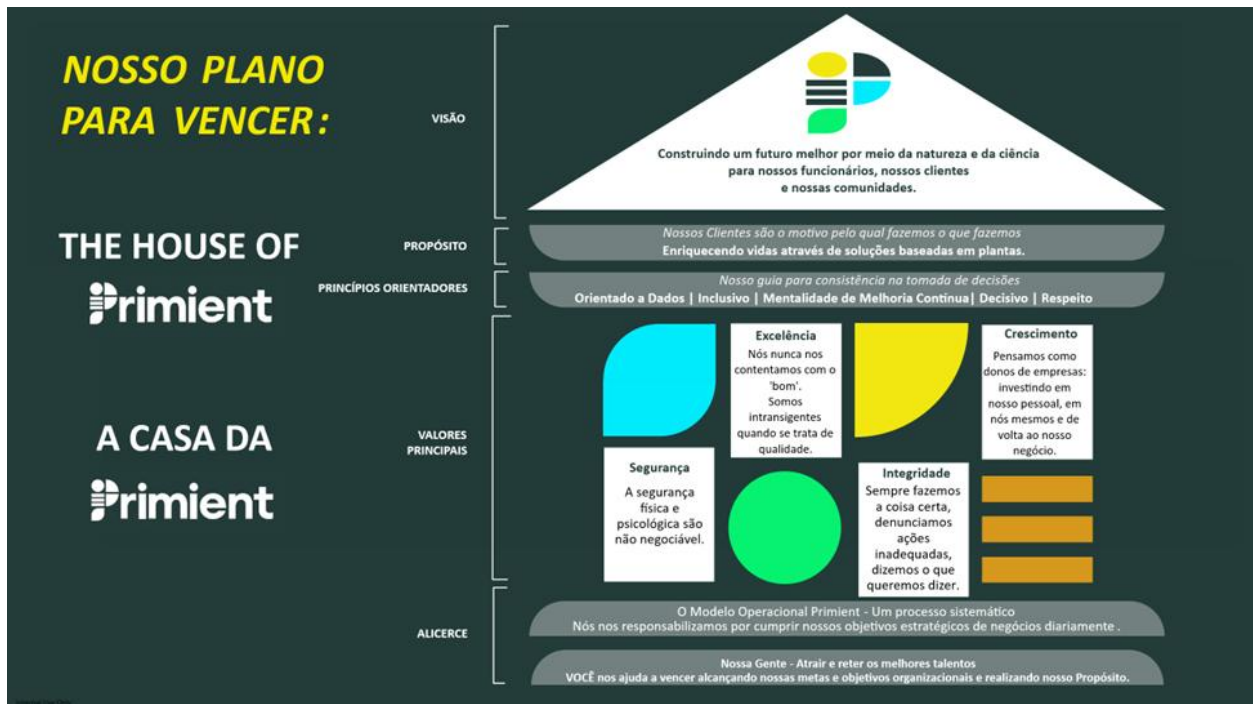 NOSSO PLANO
PARA VENCER:
THE HOUSE OF
Primient
A CASA DA
Primient
VISÃO
Construindo um futuro melhor por meio da natureza e da ciência
para nossos funcionários, nossos clientes
e nossas comunidades.
PROPÓSITO
Nossos Clientes são o motivo pelo qual fazemos o que fazemos
Enriquecendo vidas através de soluções baseadas em plantas.
PRINCÍPIOS ORIENTADORES
Nosso guia para consistência na tomada de decisões
Orientado a Dados | Inclusivo | Mentalidade de Melhoria Contínua| Decisivo | Respeito
VALORES
PRINCIPAIS
Excelência
Nós nunca nos
contentamos com o
'bom'.
Somos
intransigentes
quando se trata de
qualidade.
Crescimento
Pensamos como
donos de empresas:
investindo em
nosso pessoal, em
nós mesmos e de
volta ao nosso
negócio.
Segurança
A segurança
física e
psicológica são
não negociável.
Integridade
Sempre fazemos
a coisa certa,
denunciamos
ações
inadequadas,
dizemos o que
queremos dizer.
ALICERCE
O Modelo Operacional Primient - Um processo sistemático
Nós nos responsabilizamos por cumprir nossos objetivos estratégicos de negócios diariamente .
Nossa Gente - Atrair e reter os melhores talentos
VOCÊ nos ajuda a vencer alcançando nossas metas e objetivos organizacionais e realizando nosso Propósito.